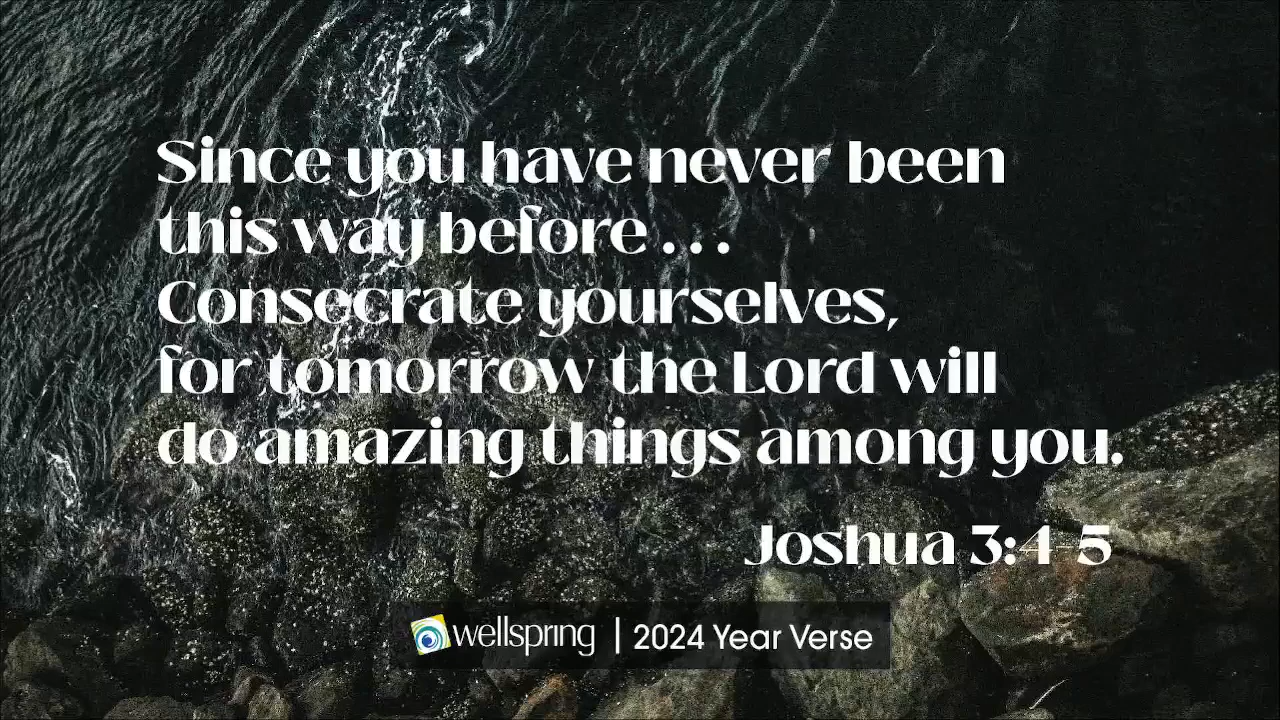 Since you have never been
this way before . . .
Consecrate yourselves,
for tomorrow the Lord will
do amazing things among you.
Joshua 3:4-5
wellspring | 2024 Year Verse